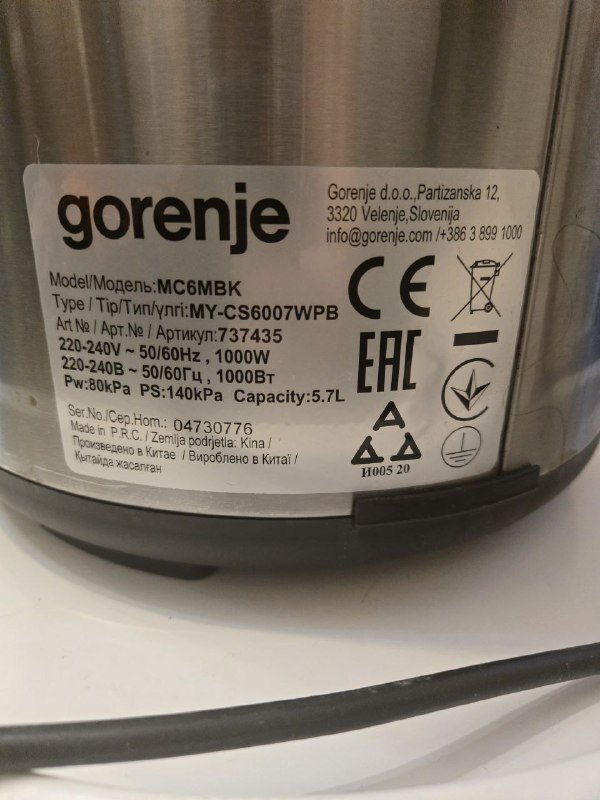 gorenje
Gorenje d.o.o.,Partizanska 12,
3320 Velenje,Slovenija
info@gorenje.com /+386 3 899 1000
Model/Модель:MC6MBK
Type / Tip/Тип/үлгі:MY-CS6007WPB
Art № / Арт.№ / Артикул:737435
220-240V ~ 50/60Hz , 1000W
220-240В ~ 50/60Гц , 1000Вт
Pw:80kPa PS:140kPa Capacity:5.7L
Ser.No./Сер.Ном.: 04730776
Made in P.R.C. / Zemlja podrjetla: Kina /
Произведено в Китае / Вироблено в Китаї /
Қытайда жасалған
CE
EAC
И005 20